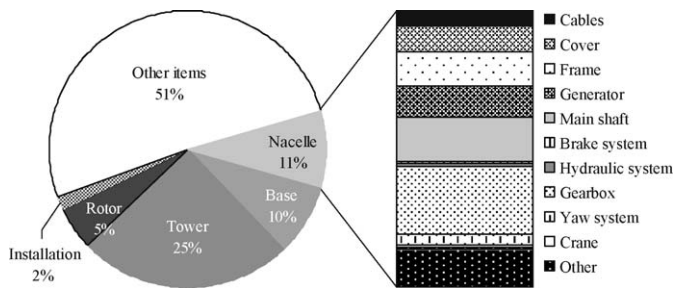 Other items
51%
Nacelle
11%
Base
10%
Tower
25%
Rotor
5%
Installation
2%
Cables
Cover
Frame
Generator
Main shaft
Brake system
Hydraulic system
Gearbox
Yaw system
Crane
Other